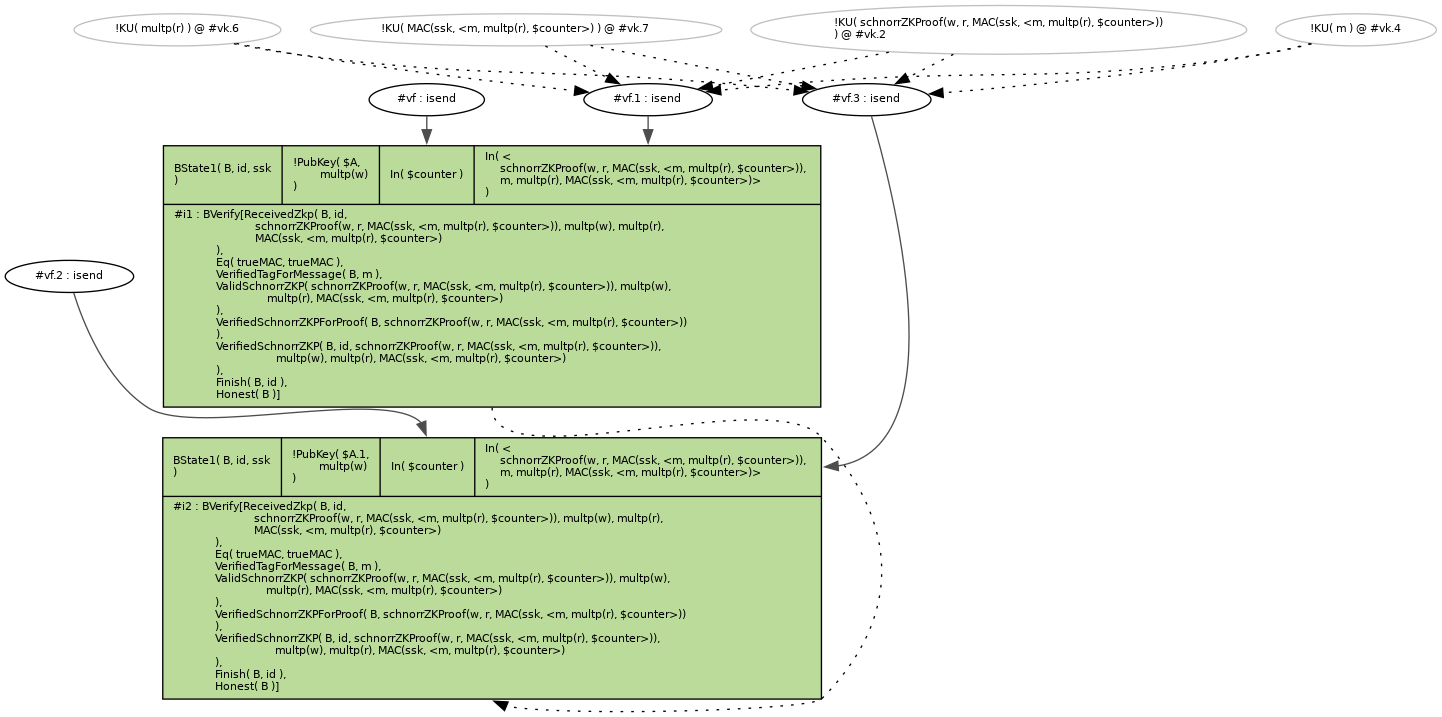 !KU( multp(r) ) @ #vk.6
!KU( MAC(ssk, <m, multp(r), $counter>) ) @ #vk.7
!KU( schnorrZKProof(w, r, MAC(ssk, <m, multp(r), $counter>))
) @ #vk.2
!KU( m ) @ #vk.4
#vf : isend
#vf.1 : isend
#vf.3 : isend
BState1( B, id, ssk
)
!PubKey( $A,
multp(w)
)
In( $counter )
In( <
schnorrZKProof(w, r, MAC(ssk, <m, multp(r), $counter>)),
m, multp(r), MAC(ssk, <m, multp(r), $counter>)>
)
#i1 : BVerify[ReceivedZkp( B, id,
schnorrZKProof(w, r, MAC(ssk, <m, multp(r), $counter>)), multp(w), multp(r),
MAC(ssk, <m, multp(r), $counter>)
),
Eq( trueMAC, trueMAC ),
VerifiedTagForMessage( B, m ),
ValidSchnorrZKP( schnorrZKProof(w, r, MAC(ssk, <m, multp(r), $counter>)), multp(w),
multp(r), MAC(ssk, <m, multp(r), $counter>)
),
VerifiedSchnorrZKPForProof( B, schnorrZKProof(w, r, MAC(ssk, <m, multp(r), $counter>))
),
VerifiedSchnorrZKP( B, id, schnorrZKProof(w, r, MAC(ssk, <m, multp(r), $counter>)),
multp(w), multp(r), MAC(ssk, <m, multp(r), $counter>)
),
Finish( B, id ),
Honest( B )]
#vf.2 : isend
BState1( B, id, ssk
)
!PubKey( $A.1,
multp(w)
)
In( $counter )
In( <
schnorrZKProof(w, r, MAC(ssk, <m, multp(r), $counter>)),
m, multp(r), MAC(ssk, <m, multp(r), $counter>)>
)
#i2 : BVerify[ReceivedZkp( B, id,
schnorrZKProof(w, r, MAC(ssk, <m, multp(r), $counter>)), multp(w), multp(r),
MAC(ssk, <m, multp(r), $counter>)
),
Eq( trueMAC, trueMAC ),
VerifiedTagForMessage( B, m ),
ValidSchnorrZKP( schnorrZKProof(w, r, MAC(ssk, <m, multp(r), $counter>)), multp(w),
multp(r), MAC(ssk, <m, multp(r), $counter>)
),
VerifiedSchnorrZKPForProof( B, schnorrZKProof(w, r, MAC(ssk, <m, multp(r), $counter>))
),
VerifiedSchnorrZKP( B, id, schnorrZKProof(w, r, MAC(ssk, <m, multp(r), $counter>)),
multp(w), multp(r), MAC(ssk, <m, multp(r), $counter>)
),
Finish( B, id ),
Honest( B )]